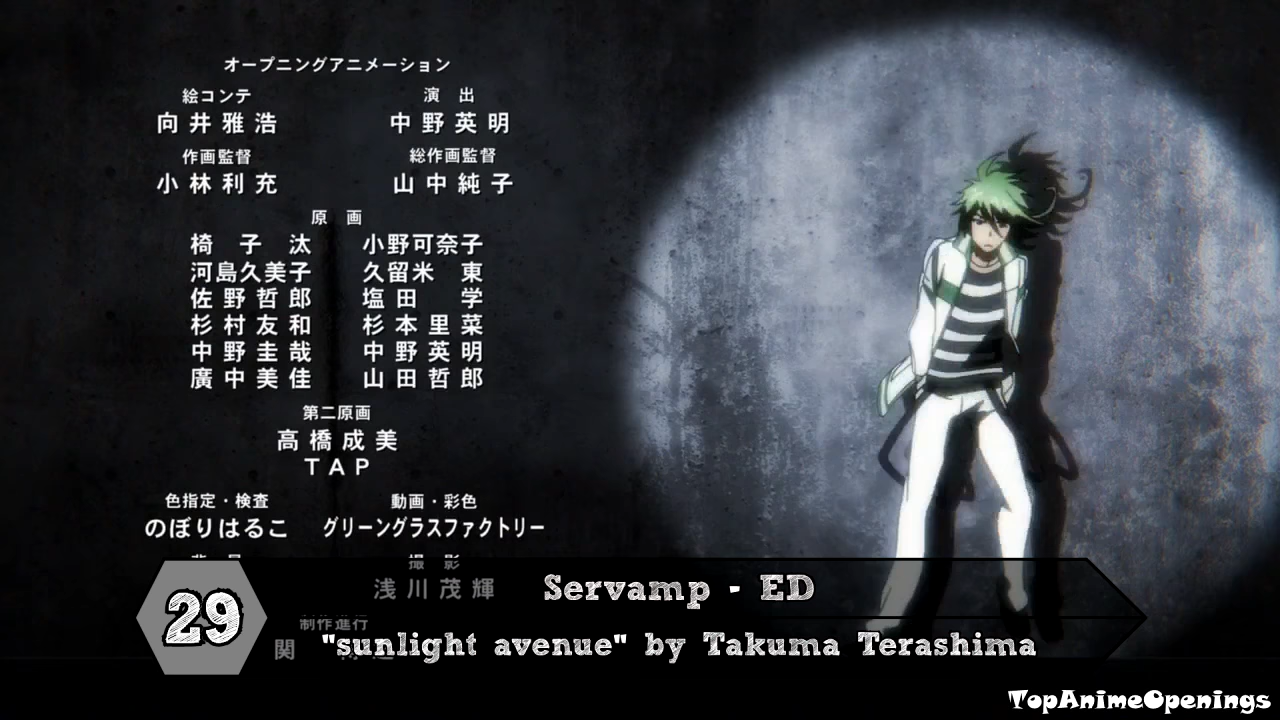 オープニングアニメーション
絵コンテ 演 出
向井雅浩 中野英明
作画監督 総作画監督
小林利充 山中純子
原 画
椅 子 汰 小野可奈子
河島久美子 久留米 東
佐野哲郎 塩田 学
杉村友和 杉本里菜
中野圭哉 中野英明
廣中美佳 山田哲郎
第二原画
高橋成美
TAP
色指定・検査 動画・彩色
のぼりはるこ グリーングラスファクトリー
撮 影
浅川茂輝
制作進行
関
29
Servamp - ED
"sunlight avenue" by Takuma Terashima
TopAnimeOpenings